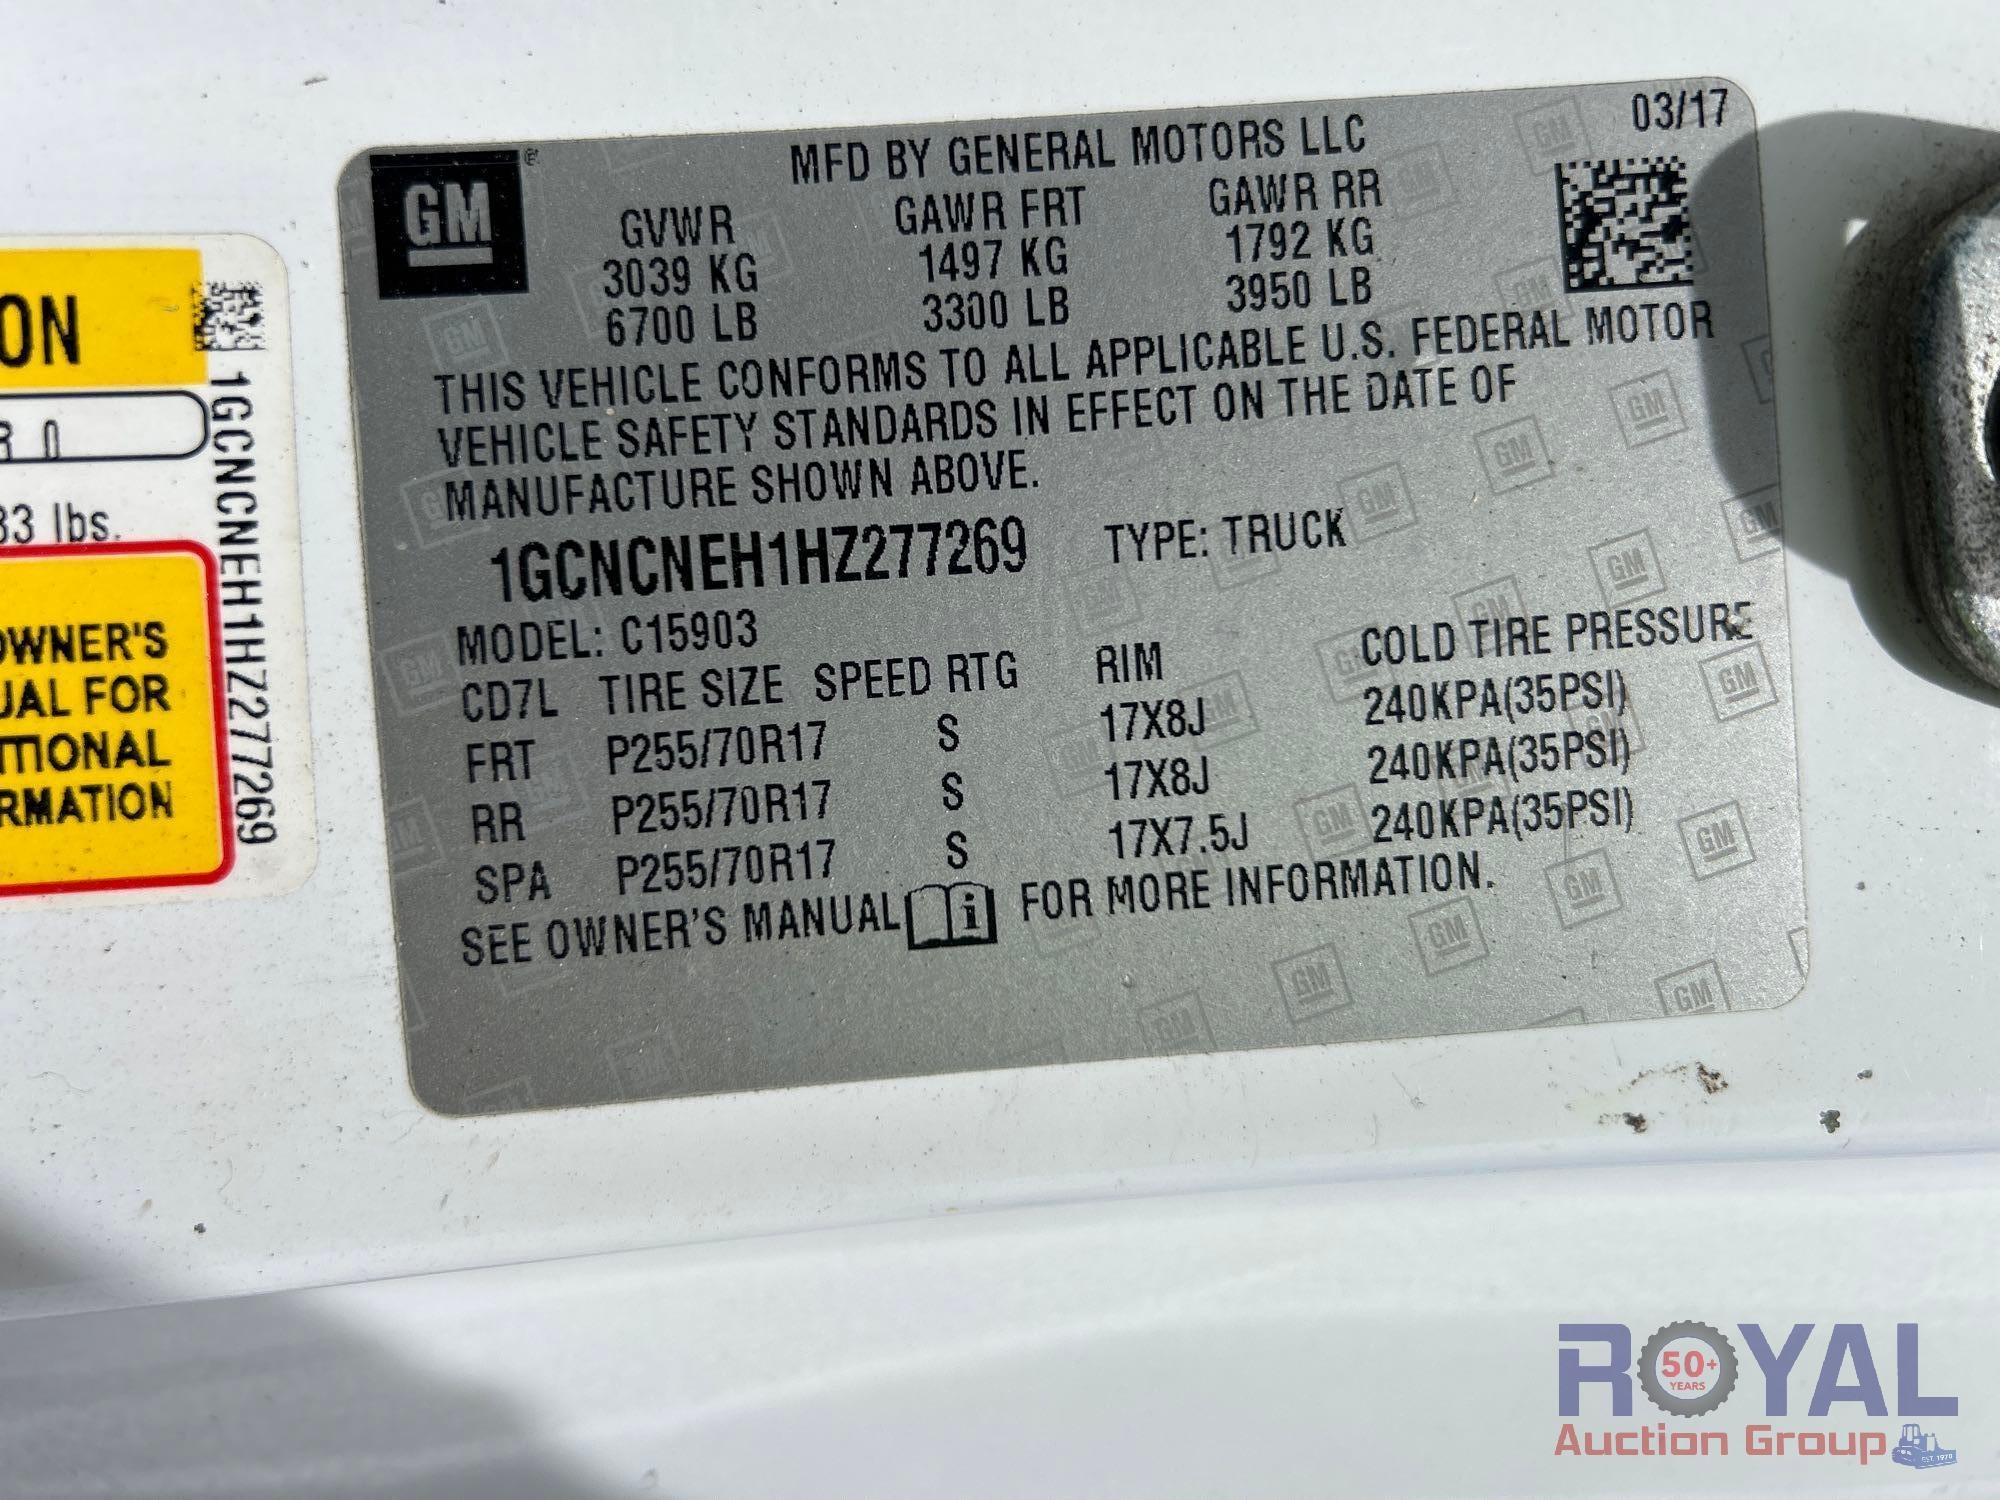 ON
R 0
33 lbs.
OWNER'S
UAL FOR
ITIONAL
RMATION
1GCNCNEH1HZ277269
GM
MFD BY GENERAL MOTORS LLC
03/17
GVWR GAWR FRT GAWR RR
3039 KG 1497 KG 1792 KG
6700 LB 3300 LB 3950 LB
THIS VEHICLE CONFORMS TO ALL APPLICABLE U.S. FEDERAL MOTOR
VEHICLE SAFETY STANDARDS IN EFFECT ON THE DATE OF
MANUFACTURE SHOWN ABOVE.
1GCNCNEH1HZ277269 TYPE: TRUCK
MODEL: C15903
CD7L TIRE SIZE SPEED RTG RIM COLD TIRE PRESSURE
FRT P255/70R17 S 17X8J 240KPA(35PSI)
RR P255/70R17 S 17X8J 240KPA(35PSI)
SPA P255/70R17 S 17X7.5J 240KPA(35PSI)
SEE OWNER'S MANUAL i FOR MORE INFORMATION.
ROYAL
50+
YEARS
Auction Group
EST. 1970